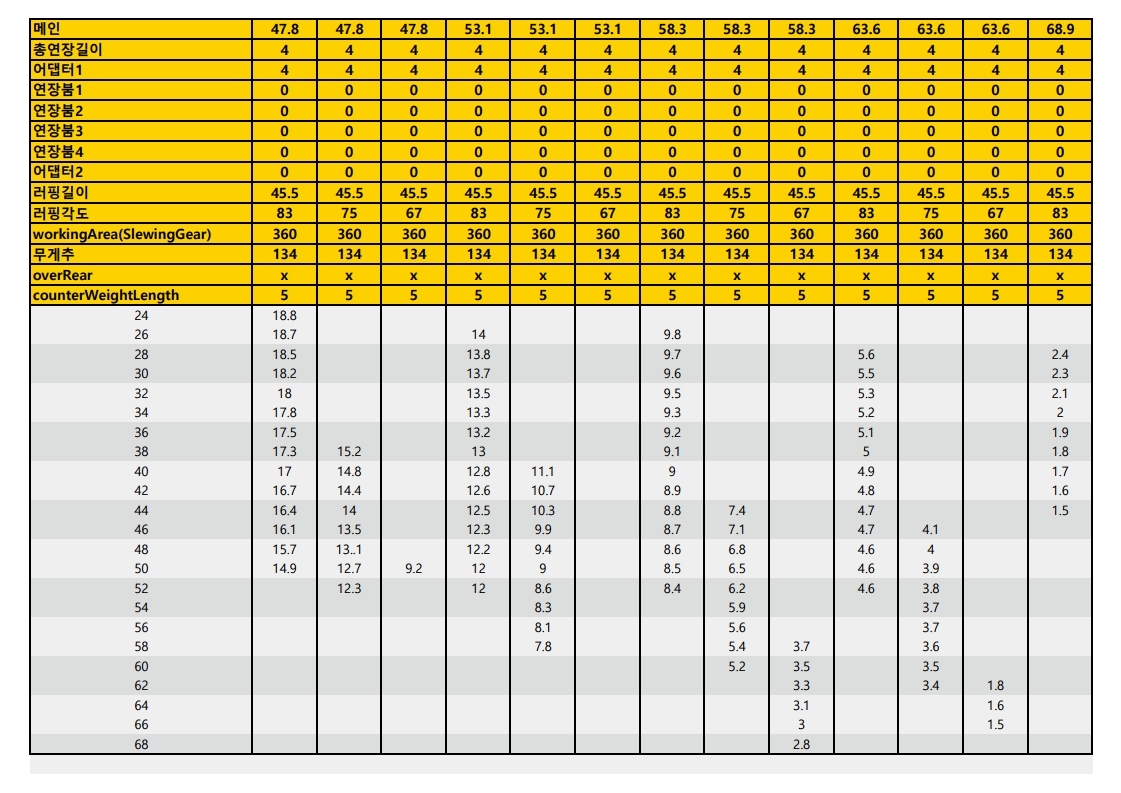 메인 47.8 47.8 47.8 53.1 53.1 53.1 58.3 58.3 58.3 63.6 63.6 63.6 68.9
총연장길이 4 4 4 4 4 4 4 4 4 4 4 4 4
어댑터1 4 4 4 4 4 4 4 4 4 4 4 4 4
연장붐1 0 0 0 0 0 0 0 0 0 0 0 0 0
연장붐2 0 0 0 0 0 0 0 0 0 0 0 0 0
연장붐3 0 0 0 0 0 0 0 0 0 0 0 0 0
연장붐4 0 0 0 0 0 0 0 0 0 0 0 0 0
어댑터2 0 0 0 0 0 0 0 0 0 0 0 0 0
러핑길이 45.5 45.5 45.5 45.5 45.5 45.5 45.5 45.5 45.5 45.5 45.5 45.5 45.5
러핑각도 83 75 67 83 75 67 83 75 67 83 75 67 83
workingArea(SlewingGear) 360 360 360 360 360 360 360 360 360 360 360 360 360
무게추 134 134 134 134 134 134 134 134 134 134 134 134 134
overRear x x x x x x x x x x x x x
counterWeightLength 5 5 5 5 5 5 5 5 5 5 5 5 5
24 18.8
26 18.7 14 9.8
28 18.5 13.8 9.7 5.6 2.4
30 18.2 13.7 9.6 5.5 2.3
32 18 13.5 9.5 5.3 2.1
34 17.8 13.3 9.3 5.2 2
36 17.5 13.2 9.2 5.1 1.9
38 17.3 15.2 13 9.1 5 1.8
40 17 14.8 12.8 11.1 9 4.9 1.7
42 16.7 14.4 12.6 10.7 8.9 4.8 1.6
44 16.4 14 12.5 10.3 8.8 7.4 4.7 1.5
46 16.1 13.5 12.3 9.9 8.7 7.1 4.7 4.1
48 15.7 13..1 12.2 9.4 8.6 6.8 4.6 4
50 14.9 12.7 9.2 12 9 8.5 6.5 4.6 3.9
52 12.3 12 8.6 8.4 6.2 4.6 3.8
54 8.3 5.9 3.7
56 8.1 5.6 3.7
58 7.8 5.4 3.7 3.6
60 5.2 3.5 3.5
62 3.3 3.4 1.8
64 3.1 1.6
66 3 1.5
68 2.8